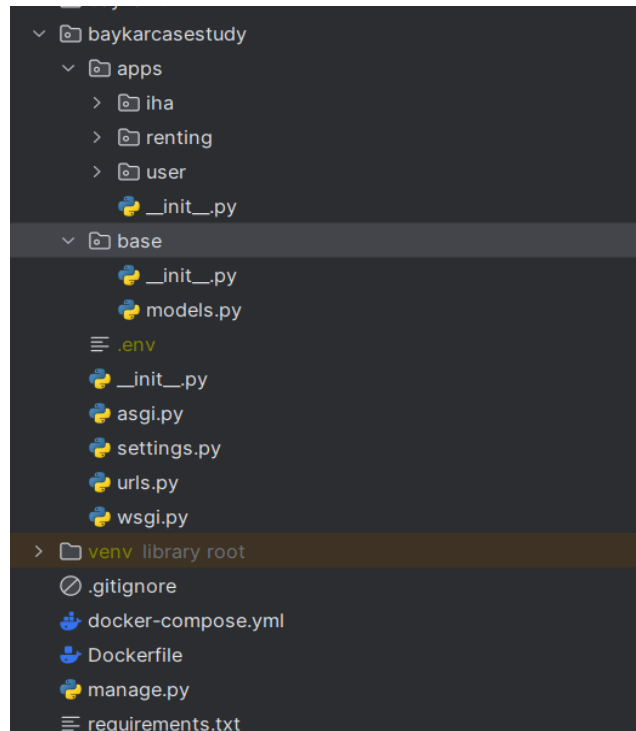 baykarcasestudy
apps
iha
renting
user
__init__.py
base
__init__.py
models.py
.env
__init__.py
asgi.py
settings.py
urls.py
wsgi.py
venv library root
.gitignore
docker-compose.yml
Dockerfile
manage.py
requirements.txt